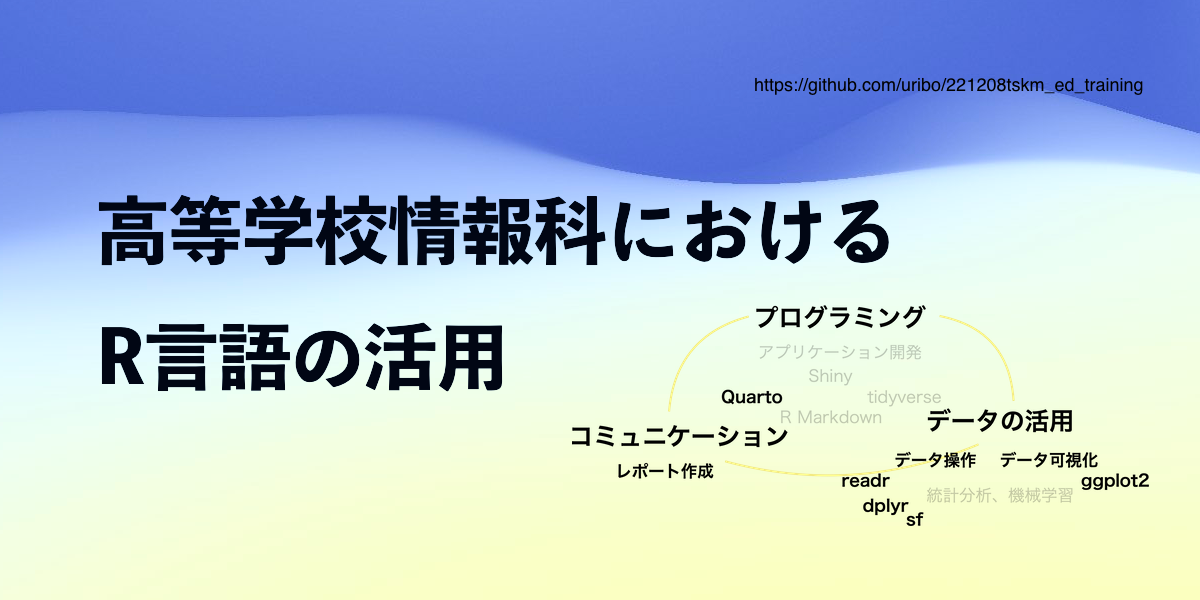 https://github.com/uribo/221208tskm_ed_training
高等学校情報科における
R言語の活用
プログラミング
アプリケーション開発
Shiny
Quarto
tidyverse
R Markdown
データの活用
コミュニケーション
レポート作成
データ操作
データ可視化
readr
ggplot2
統計分析、機械学習
dplyr
sf